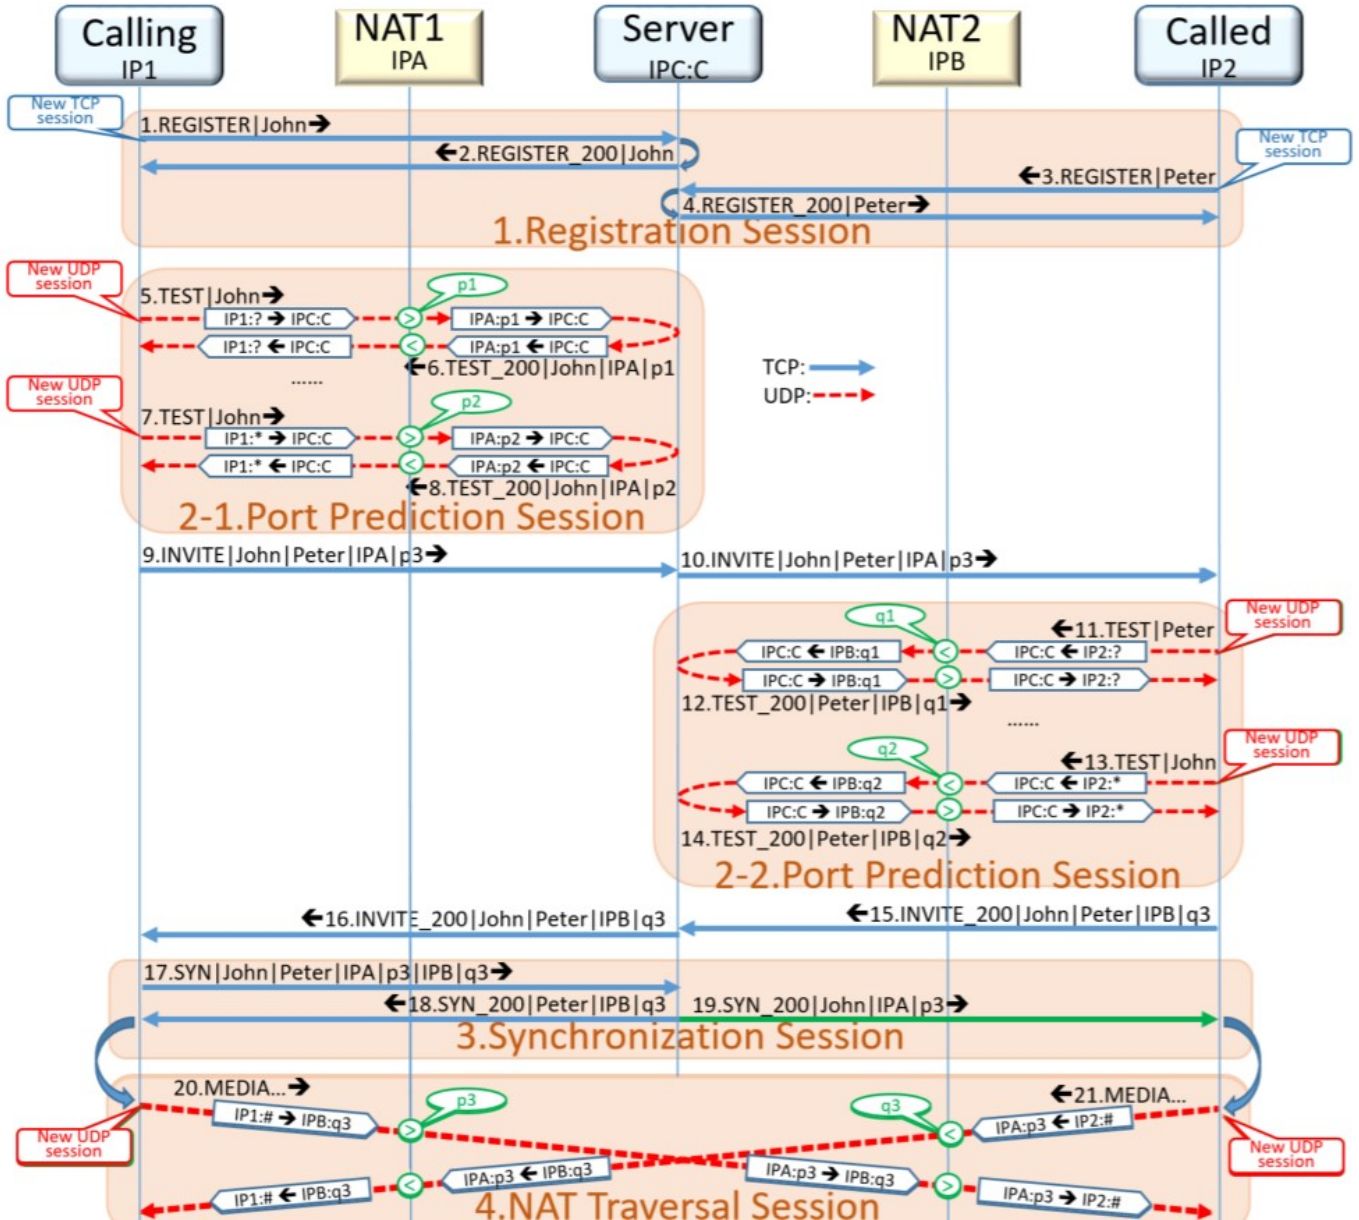 Calling
IP1
NAT1
IPA
Server
IPC:C
NAT2
IPB
Called
IP2
New TCP
session
1.REGISTER|John→
←2.REGISTER_200|John
New TCP
session
←3.REGISTER|Peter
4.REGISTER_200|Peter→
1.Registration Session
New UDP
session
5.TEST|John→
p1
IP1:? → IPC:C
>
IPA:p1 → IPC:C
IP1:? ← IPC:C
<
IPA:p1 ← IPC:C
←6.TEST_200|John|IPA|p1
......
TCP:
UDP:
New UDP
session
7.TEST|John→
p2
IP1:* → IPC:C
>
IPA:p2 → IPC:C
IP1:* ← IPC:C
<
IPA:p2 ← IPC:C
←8.TEST_200|John|IPA|p2
2-1.Port Prediction Session
9.INVITE|John|Peter|IPA|p3→
10.INVITE|John|Peter|IPA|p3→
q1
←11.TEST|Peter
New UDP
session
IPC:C ← IPB:q1
<
IPC:C ← IP2:?
IPC:C → IPB:q1
>
IPC:C → IP2:?
12.TEST_200|Peter|IPB|q1→
......
q2
←13.TEST|John
New UDP
session
IPC:C ← IPB:q2
<
IPC:C ← IP2:*
IPC:C → IPB:q2
>
IPC:C → IP2:*
14.TEST_200|Peter|IPB|q2→
2-2.Port Prediction Session
←16.INVITE_200|John|Peter|IPB|q3
←15.INVITE_200|John|Peter|IPB|q3
17.SYN|John|Peter|IPA|p3|IPB|q3→
←18.SYN_200|Peter|IPB|q3
19.SYN_200|John|IPA|p3→
3.Synchronization Session
20.MEDIA...→
p3
q3
←21.MEDIA...
IP1:# → IPB:q3
>
<
IPA:p3 ← IP2:#
New UDP
session
New UDP
session
IP1:# ← IPB:q3
<
IPA:p3 ← IPB:q3
IPA:p3 → IPB:q3
>
IPA:p3 → IP2:#
4.NAT Traversal Session